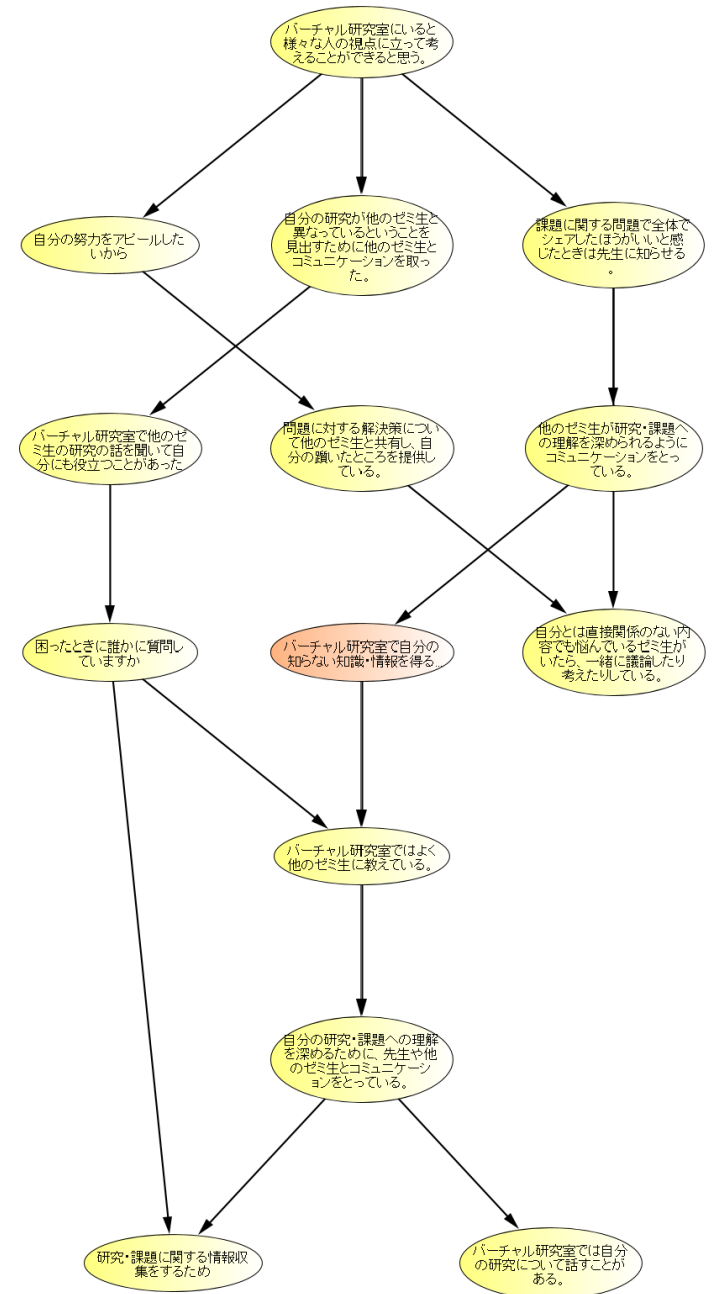 バーチャル研究室にいると
様々な人の視点に立って考
えることができると思う。
自分の努力をアピールした
いから
自分の研究が他のゼミ生と
異なっているということを
見出すために他のゼミ生と
コミュニケーションを取っ
た。
課題に関する問題で全体で
シェアしたほうがいいと感
じたときは先生に知らせる
。
バーチャル研究室で他のゼ
ミ生の研究の話を聞いて自
分にも役立つことがあった
問題に対する解決策につい
て他のゼミ生と共有し、自
分の躓いたところを提供し
ている。
他のゼミ生が研究・課題へ
の理解を深められるように
コミュニケーションをとっ
ている。
困ったときに誰かに質問し
ていますか
バーチャル研究室で自分の
知らない知識・情報を得る...
自分とは直接関係のない内
容でも悩んでいるゼミ生が
いたら、一緒に議論したり
考えたりしている。
バーチャル研究室ではよく
他のゼミ生に教えている。
自分の研究・課題への理解
を深めるために、先生や他
のゼミ生とコミュニケーシ
ョンをとっている。
研究・課題に関する情報収
集をするため
バーチャル研究室では自分
の研究について話すことが
ある。